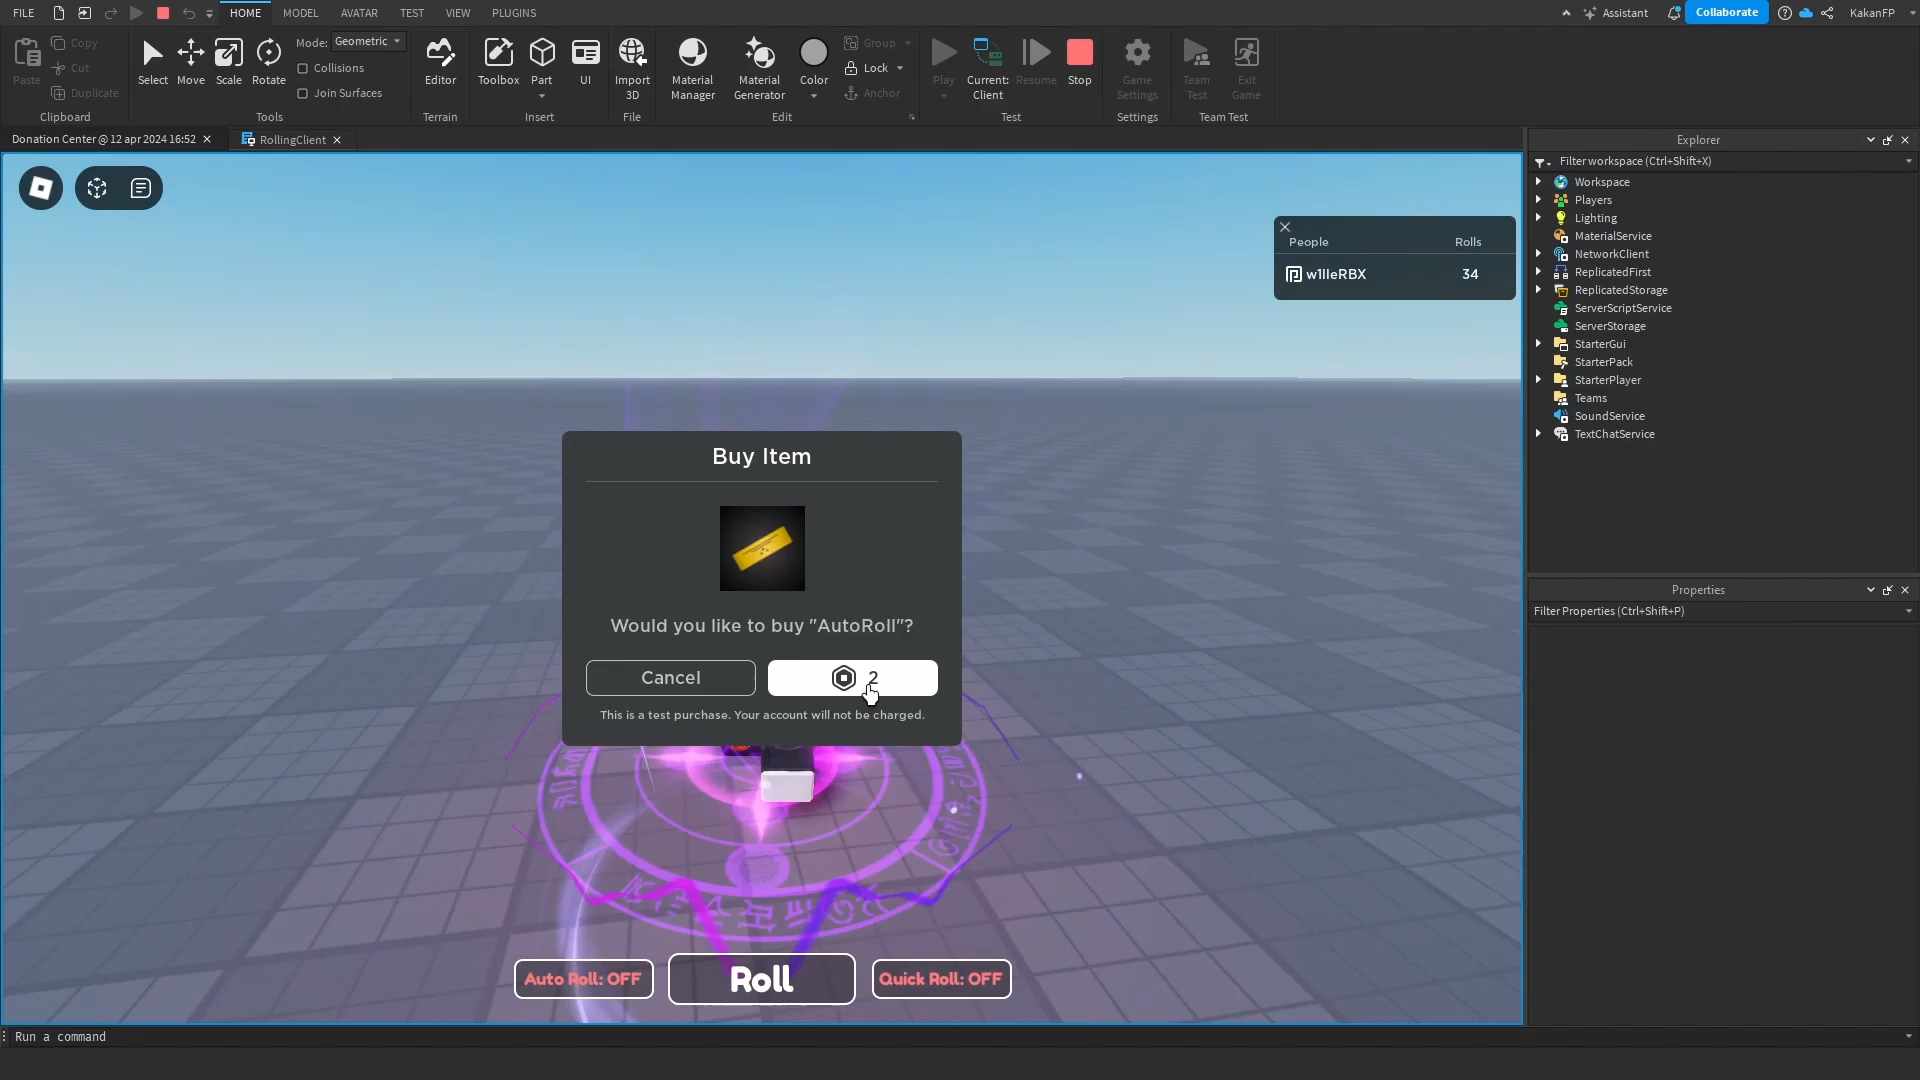 FILE
HOME
MODEL
AVATAR
TEST
VIEW
PLUGINS
Assistant
Collaborate
KakanFP
Paste
Copy
Cut
Duplicate
Clipboard
Select
Move
Scale
Rotate
Mode: Geometric
Collisions
Join Surfaces
Tools
Editor
Terrain
Toolbox
Part
UI
Insert
Import
3D
File
Material
Manager
Material
Generator
Color
Group
Lock
Anchor
Edit
Play
Current:
Client
Resume
Stop
Test
Game
Settings
Settings
Team
Test
Exit
Game
Team Test
Donation Center @ 12 apr 2024 16:52
RollingClient
People Rolls
w1lleRBX 34
Buy Item
Would you like to buy "AutoRoll"?
Cancel
2
This is a test purchase. Your account will not be charged.
Auto Roll: OFF
Roll
Quick Roll: OFF
Explorer
Filter workspace (Ctrl+Shift+X)
Workspace
Players
Lighting
MaterialService
NetworkClient
ReplicatedFirst
ReplicatedStorage
ServerScriptService
ServerStorage
StarterGui
StarterPack
StarterPlayer
Teams
SoundService
TextChatService
Properties
Filter Properties (Ctrl+Shift+P)
Run a command